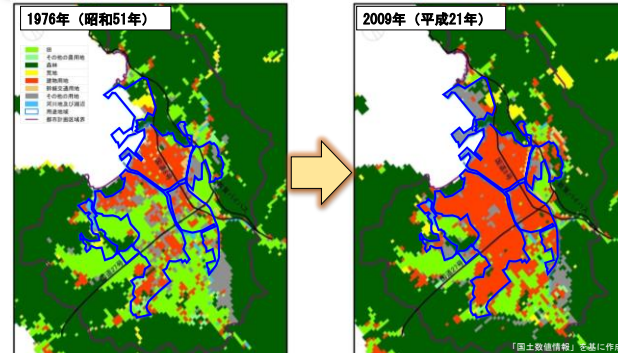 1976年（昭和51年）
田
その他の農用地
森林
荒地
建物用地
幹線交通用地
その他の用地
河川地及び湖沼
用途地域
都市計画区域界
2009年（平成21年）
「国土数値情報」を基に作成